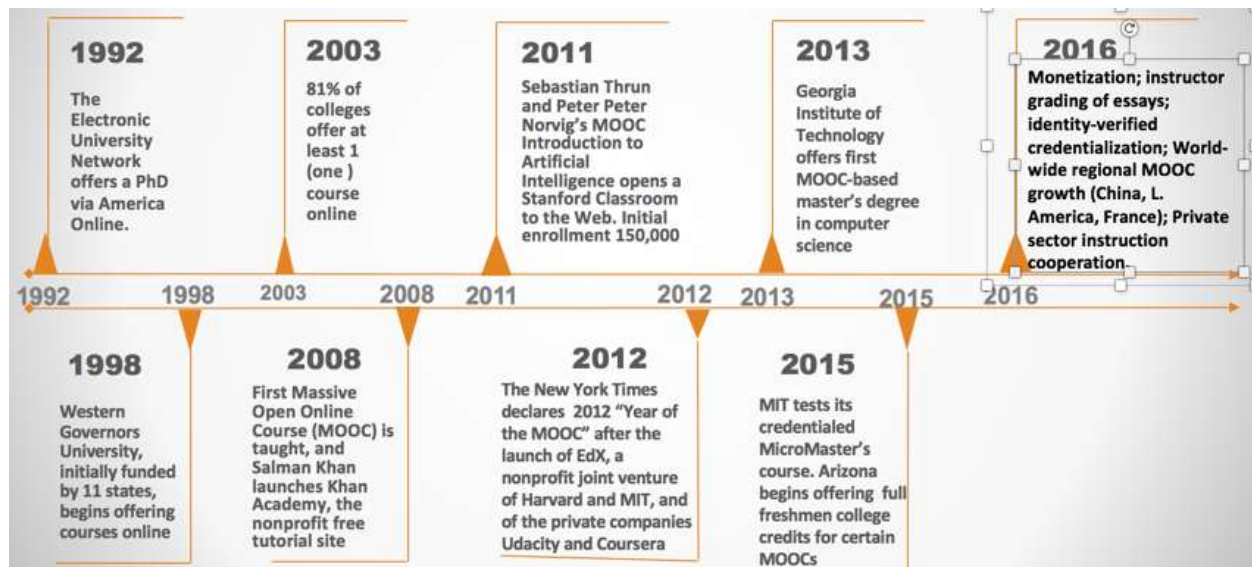 1992
The
Electronic
University
Network
offers a PhD
via America
Online.
2003
81% of
colleges
offer at
least 1
(one )
course
online
2011
Sebastian Thrun
and Peter Peter
Norvig's MOOC
Introduction to
Artificial
Intelligence opens a
Stanford Classroom
to the Web. Initial
enrollment 150,000
2013
Georgia
Institute of
Technology
offers first
MOOC-based
master's degree
in computer
science
2016
Monetization; instructor
grading of essays;
identity-verified
credentialization; World-
wide regional MOOC
growth (China, L.
America, France); Private
sector instruction
cooperation.
1992 1998 2003 2008 2011 2012 2013 2015 2016
1998
Western
Governors
University,
initially funded
by 11 states,
begins offering
courses online
2008
First Massive
Open Online
Course (MOOC) is
taught, and
Salman Khan
launches Khan
Academy, the
nonprofit free
tutorial site
2012
The New York Times
declares 2012 "Year of
the MOOC" after the
launch of EdX, a
nonprofit joint venture
of Harvard and MIT, and
of the private companies
Udacity and Coursera
2015
MIT tests its
credentialed
MicroMaster's
course. Arizona
begins offering full
freshmen college
credits for certain
MOOCs